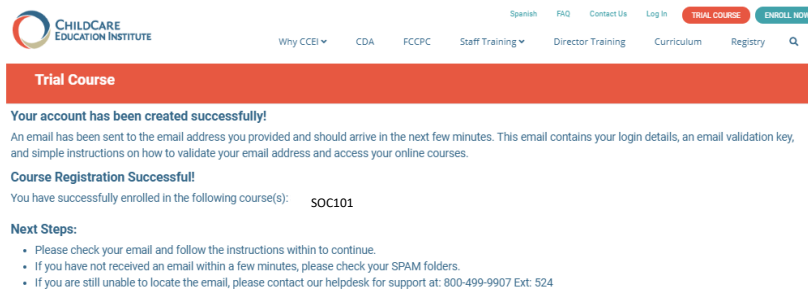 Spanish FAQ Contact Us Log In TRIAL COURSE ENROLL NOW
CHILDCARE
EDUCATION INSTITUTE
Why CCEI CDA FCCPC Staff Training Director Training Curriculum Registry
Trial Course
Your account has been created successfully!
An email has been sent to the email address you provided and should arrive in the next few minutes. This email contains your login details, an email validation key,
and simple instructions on how to validate your email address and access your online courses.
Course Registration Successful!
You have successfully enrolled in the following course(s): SOC101
Next Steps:
• Please check your email and follow the instructions within to continue.
• If you have not received an email within a few minutes, please check your SPAM folders.
• If you are still unable to locate the email, please contact our helpdesk for support at: 800-499-9907 Ext: 524